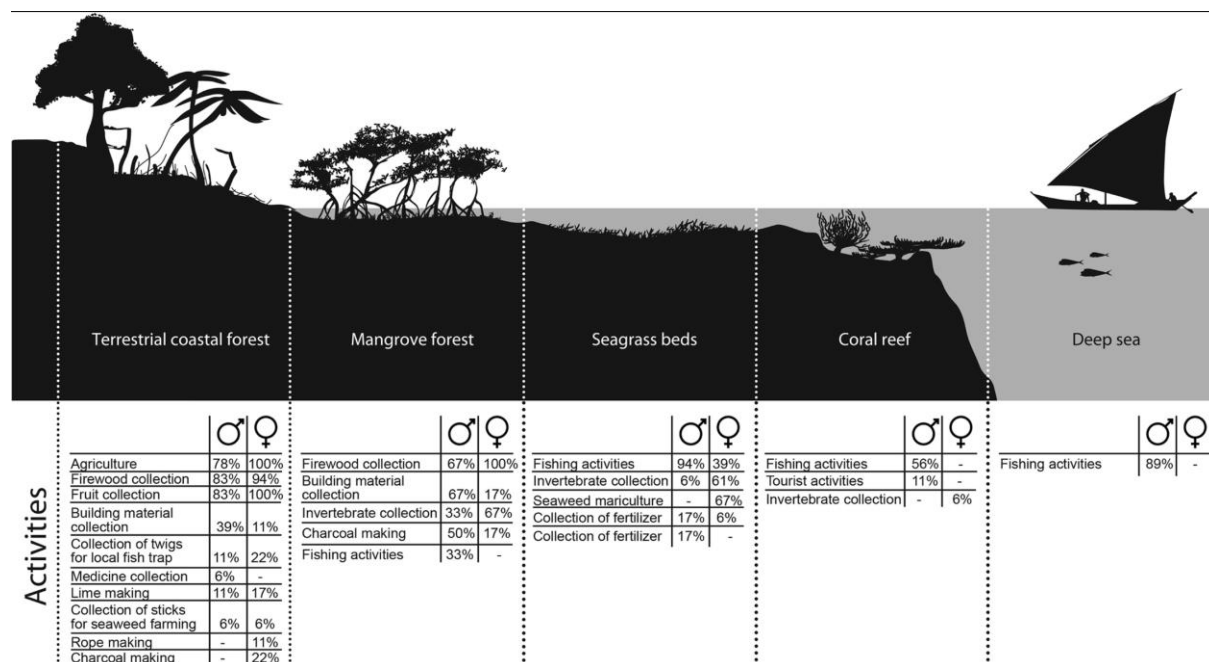 Terrestrial coastal forest
Mangrove forest
Seagrass beds
Coral reef
Deep sea
Activities
♂ ♀
Agriculture 78% 100%
Firewood collection 83% 94%
Fruit collection 83% 100%
Building material
collection 39% 11%
Collection of twigs
for local fish trap 11% 22%
Medicine collection 6% -
Lime making 11% 17%
Collection of sticks
for seaweed farming 6% 6%
Rope making - 11%
Charcoal making - 22%
♂ ♀
Firewood collection 67% 100%
Building material
collection 67% 17%
Invertebrate collection 33% 67%
Charcoal making 50% 17%
Fishing activities 33% -
♂ ♀
Fishing activities 94% 39%
Invertebrate collection 6% 61%
Seaweed mariculture - 67%
Collection of fertilizer 17% 6%
Collection of fertilizer 17% -
♂ ♀
Fishing activities 56% -
Tourist activities 11% -
Invertebrate collection - 6%
♂ ♀
Fishing activities 89% -